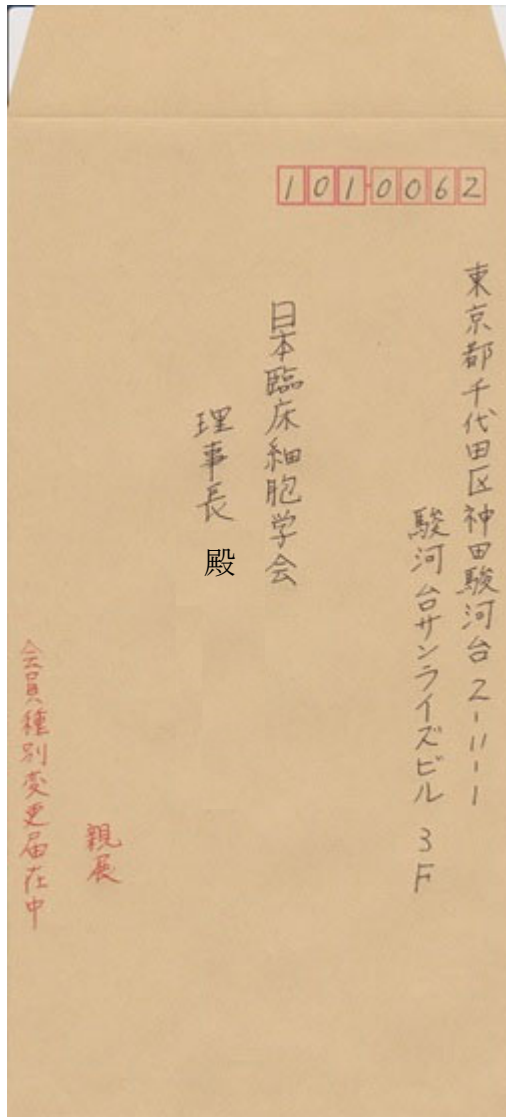 1010062
東京都千代田区神田駿河台2-11-1
駿河台サンライズビル 3F
日本臨床細胞学会
理事長 殿
親展
会員種別変更届在中